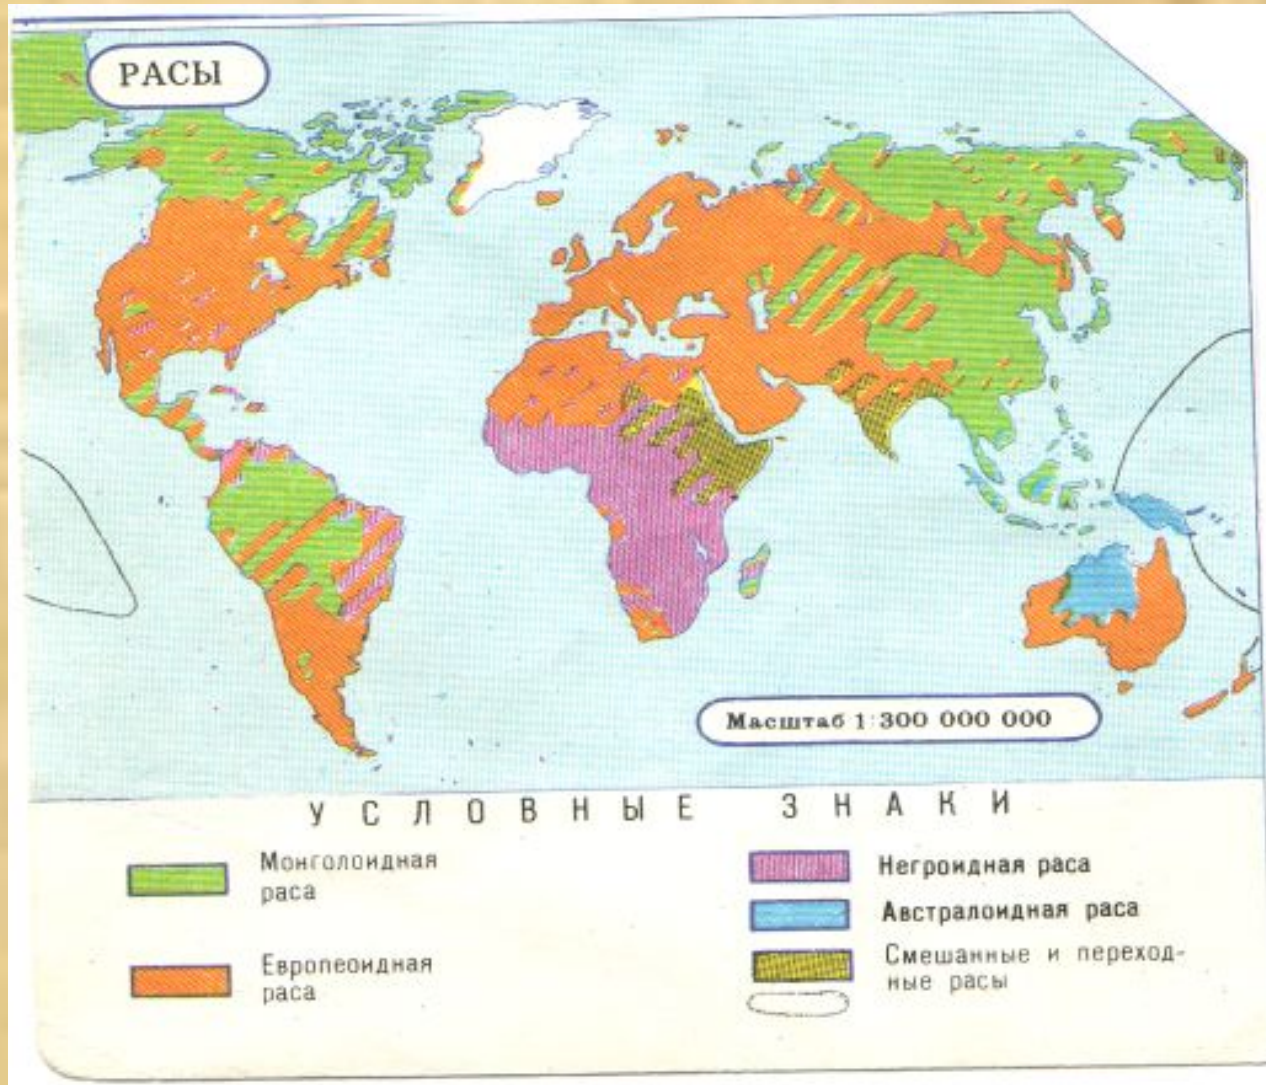 РАСЫ
Масштаб 1:300 000 000
УСЛОВНЫЕ ЗНАКИ
Монголоидная
раса
Европеоидная
раса
Негроидная раса
Австралоидная раса
Смешанные и переход-
ные расы